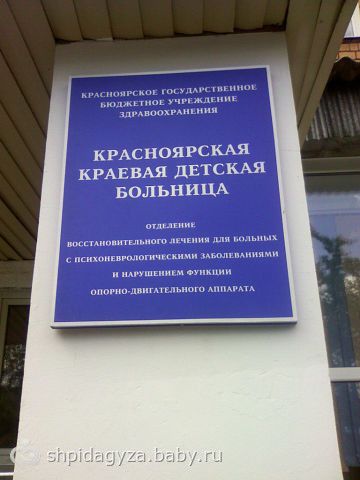 КРАСНОЯРСКОЕ ГОСУДАРСТВЕННОЕ
БЮДЖЕТНОЕ УЧРЕЖДЕНИЕ
ЗДРАВООХРАНЕНИЯ
КРАСНОЯРСКАЯ
КРАЕВАЯ ДЕТСКАЯ
БОЛЬНИЦА
ОТДЕЛЕНИЕ
ВОССТАНОВИТЕЛЬНОГО ЛЕЧЕНИЯ ДЛЯ БОЛЬНЫХ
С ПСИХОНЕВРОЛОГИЧЕСКИМИ ЗАБОЛЕВАНИЯМИ
И НАРУШЕНИЕМ ФУНКЦИИ
ОПОРНО-ДВИГАТЕЛЬНОГО АППАРАТА
shpidagyza.baby.ru